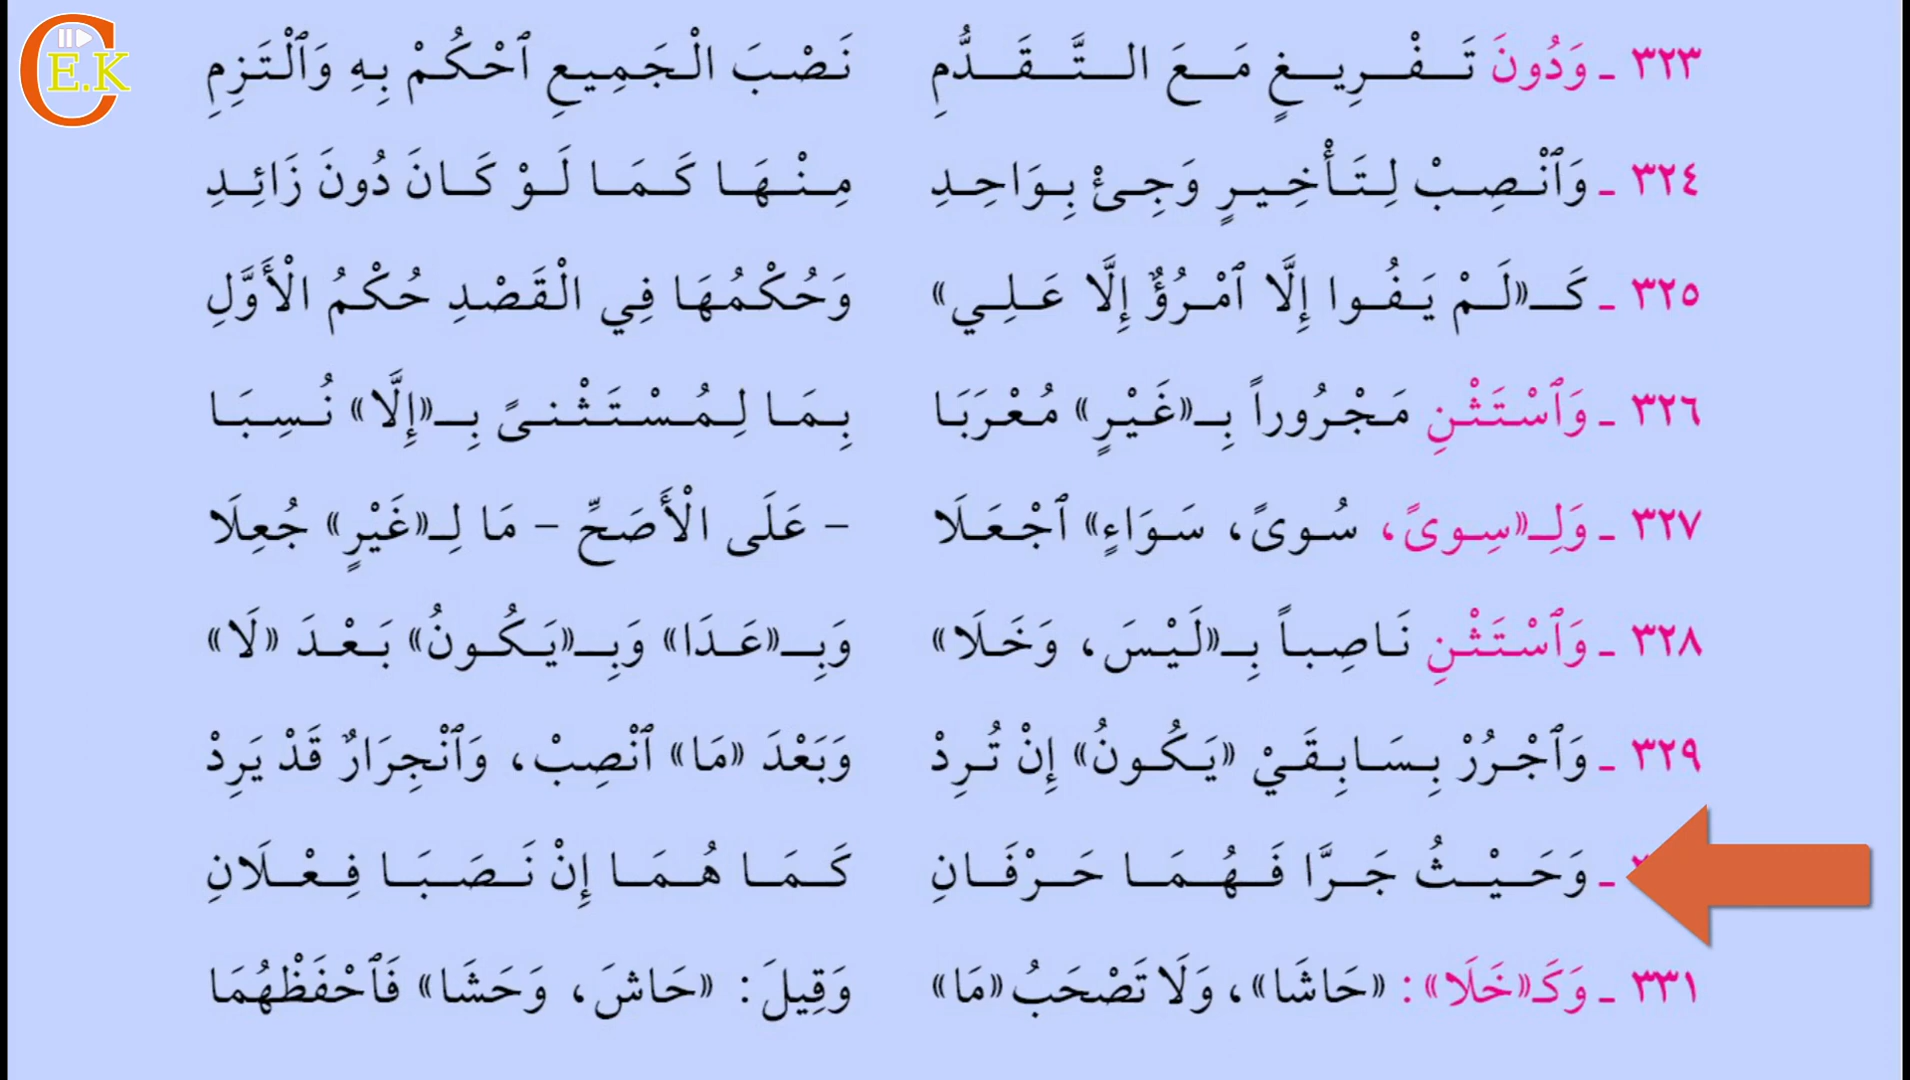 C E.K
٣٢٣ ـ وَدُونَ تَفْرِيغٍ مَعَ التَّقَدُّمِ نَصْبَ الْجَمِيعِ ٱحْكُمْ بِهِ وَٱلْتَزِمِ
٣٢٤ ـ وَٱنْصِبْ لِتَأْخِيرٍ وَجِئْ بِوَاحِدِ مِنْهَا كَمَا لَوْ كَانَ دُونَ زَائِدِ
٣٢٥ ـ كَـ«لَمْ يَفُوا إِلَّا ٱمْرُؤٌ إِلَّا عَلِي» وَحُكْمُهَا فِي الْقَصْدِ حُكْمُ الْأَوَّلِ
٣٢٦ ـ وَٱسْتَثْنِ مَجْرُوراً بِـ«غَيْرٍ» مُعْرَبَا بِمَا لِمُسْتَثْنىً بِـ«إِلَّا» نُسِبَا
٣٢٧ ـ وَلِـ«سِوىً، سُوىً، سَوَاءٍ» ٱجْعَلَا – عَلَى الْأَصَحِّ – مَا لِـ«غَيْرٍ» جُعِلَا
٣٢٨ ـ وَٱسْتَثْنِ نَاصِباً بِـ«لَيْسَ، وَخَلَا» وَبِـ«عَدَا» وَبِـ«يَكُونُ» بَعْدَ «لَا»
٣٢٩ ـ وَٱجْرُرْ بِسَابِقَيْ «يَكُونُ» إِنْ تُرِدْ وَبَعْدَ «مَا» ٱنْصِبْ، وَٱنْجِرَارٌ قَدْ يَرِدْ
ـ وَحَيْثُ جَرَّا فَهُمَا حَرْفَانِ كَمَا هُمَا إِنْ نَصَبَا فِعْلَانِ
٣٣١ ـ وَكَـ«خَلَا»: «حَاشَا»، وَلَا تَصْحَبُ «مَا» وَقِيلَ: «حَاشَ، وَحَشَا» فَٱحْفَظْهُمَا